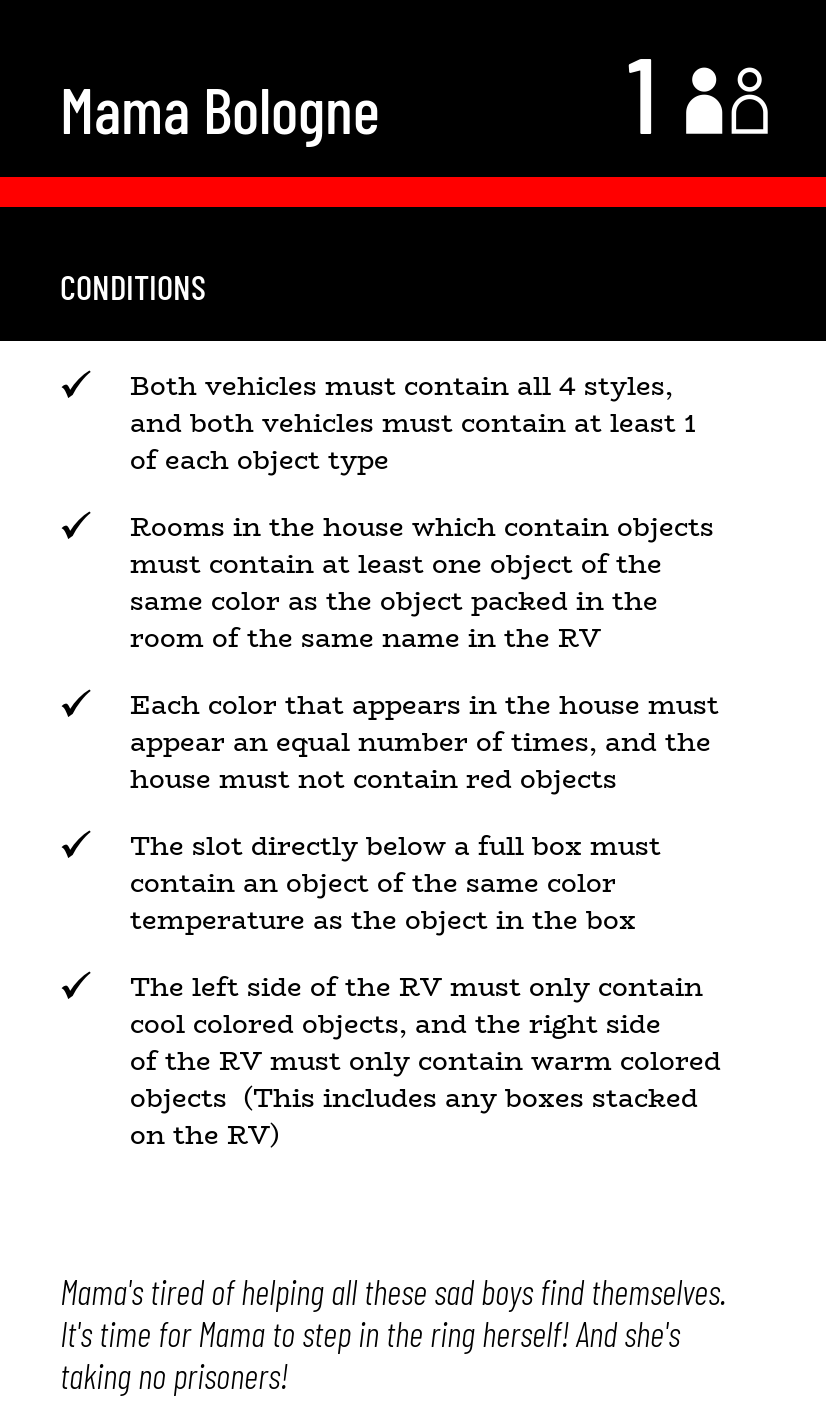 Mama Bologne
1
CONDITIONS
✓ Both vehicles must contain all 4 styles,
and both vehicles must contain at least 1
of each object type
✓ Rooms in the house which contain objects
must contain at least one object of the
same color as the object packed in the
room of the same name in the RV
✓ Each color that appears in the house must
appear an equal number of times, and the
house must not contain red objects
✓ The slot directly below a full box must
contain an object of the same color
temperature as the object in the box
✓ The left side of the RV must only contain
cool colored objects, and the right side
of the RV must only contain warm colored
objects  (This includes any boxes stacked
on the RV)
Mama's tired of helping all these sad boys find themselves.
It's time for Mama to step in the ring herself! And she's
taking no prisoners!